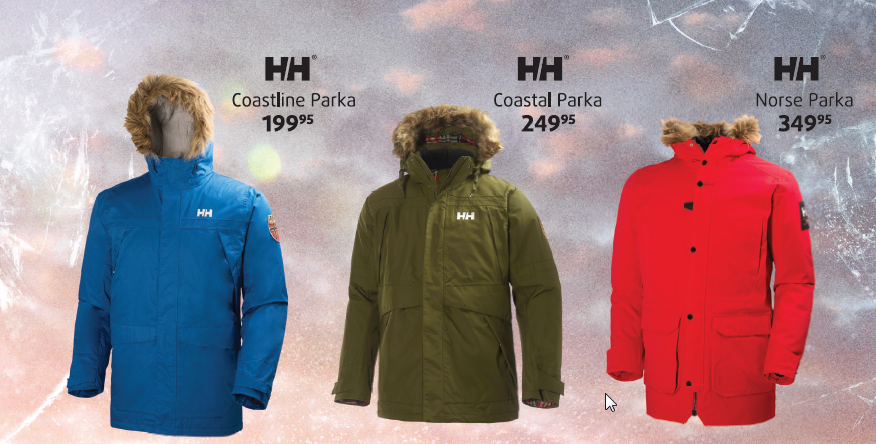 HH®
Coastline Parka
19995
HH®
Coastal Parka
24995
HH®
Norse Parka
34995
HH
HH